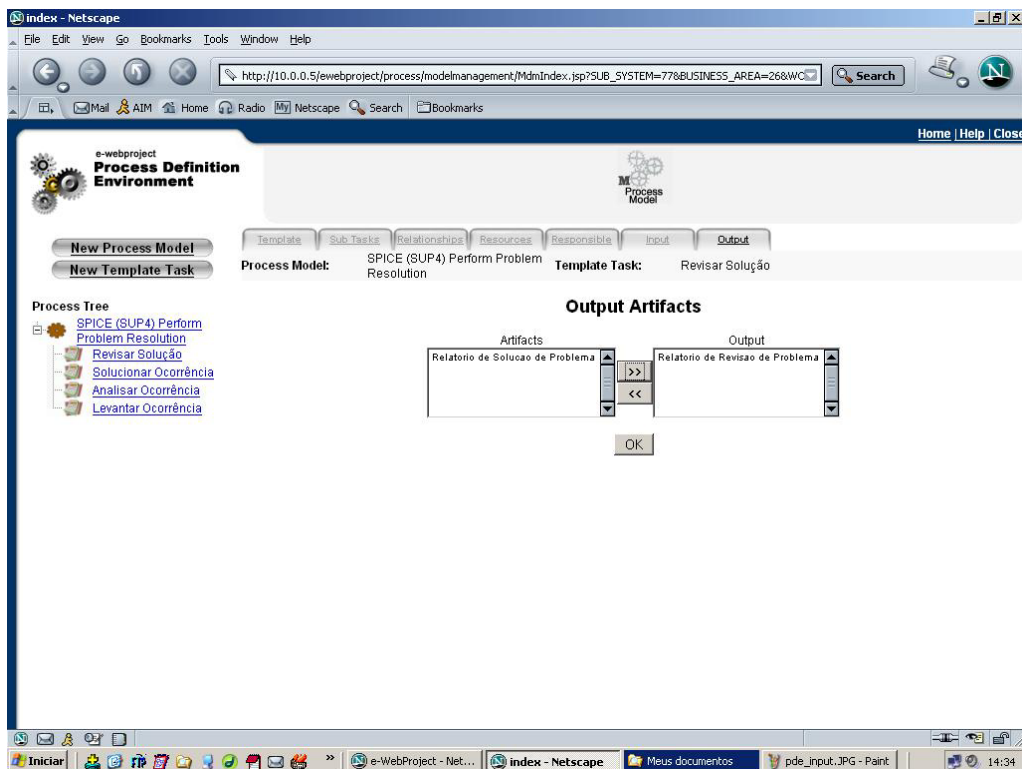 index - Netscape
File Edit View Go Bookmarks Tools Window Help
http://10.0.0.5/ewebproject/process/modelmanagement/MdmIndex.jsp?SUB_SYSTEM=77&BUSINESS_AREA=26&WC
Search
N
Mail AIM Home Radio My Netscape Search Bookmarks
Home | Help | Close
e-webproject
Process Definition
Environment
M
Process
Model
New Process Model
New Template Task
Template Sub Tasks Relationships Resources Responsible Input Output
Process Model: SPICE (SUP4) Perform Problem
Resolution
Template Task: Revisar Solução
Process Tree
SPICE (SUP4) Perform
Problem Resolution
Revisar Solução
Solucionar Ocorrência
Analisar Ocorrência
Levantar Ocorrência
Output Artifacts
Artifacts Output
Relatorio de Solucao de Problema >> Relatorio de Revisao de Problema
<<
OK
Iniciar » e-WebProject - Net... index - Netscape Meus documentos pde_input.JPG - Paint 14:34